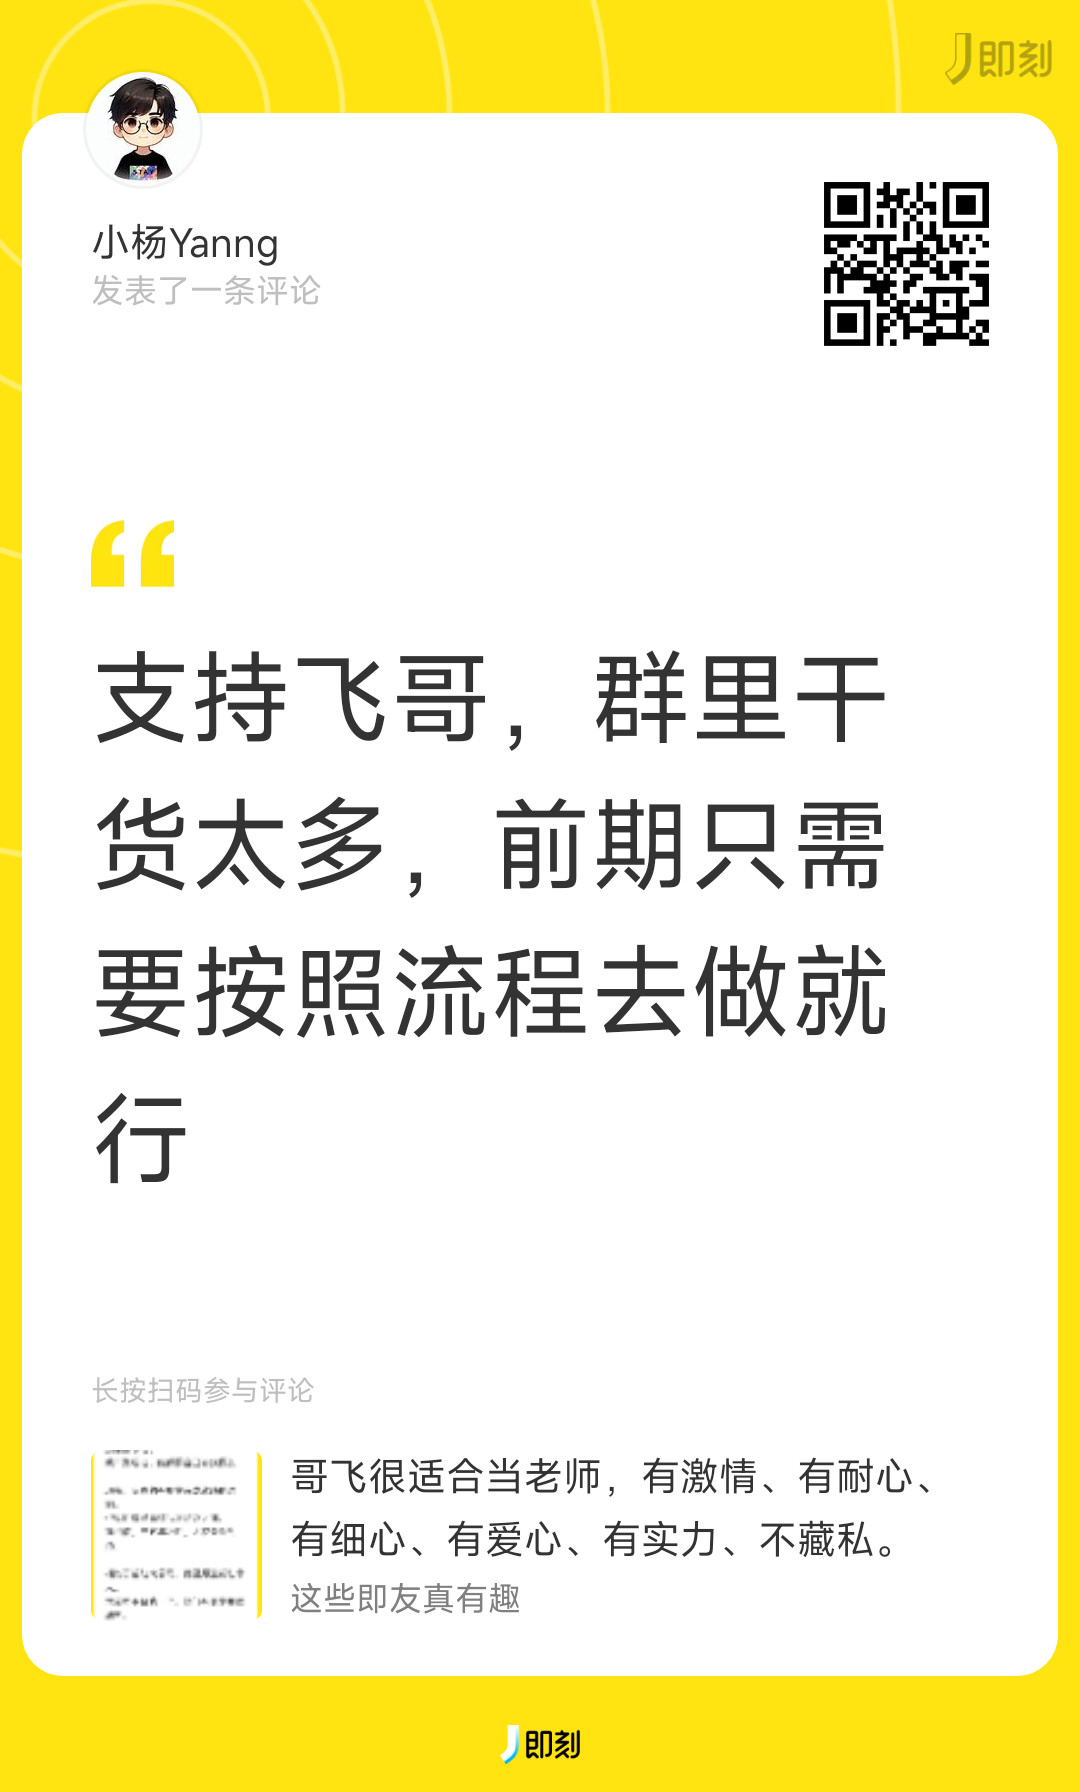 即刻
小杨Yanng
发表了一条评论
支持飞哥，群里干
货太多，前期只需
要按照流程去做就
行
长按扫码参与评论
哥飞很适合当老师，有激情、有耐心、
有细心、有爱心、有实力、不藏私。
这些即友真有趣
即刻